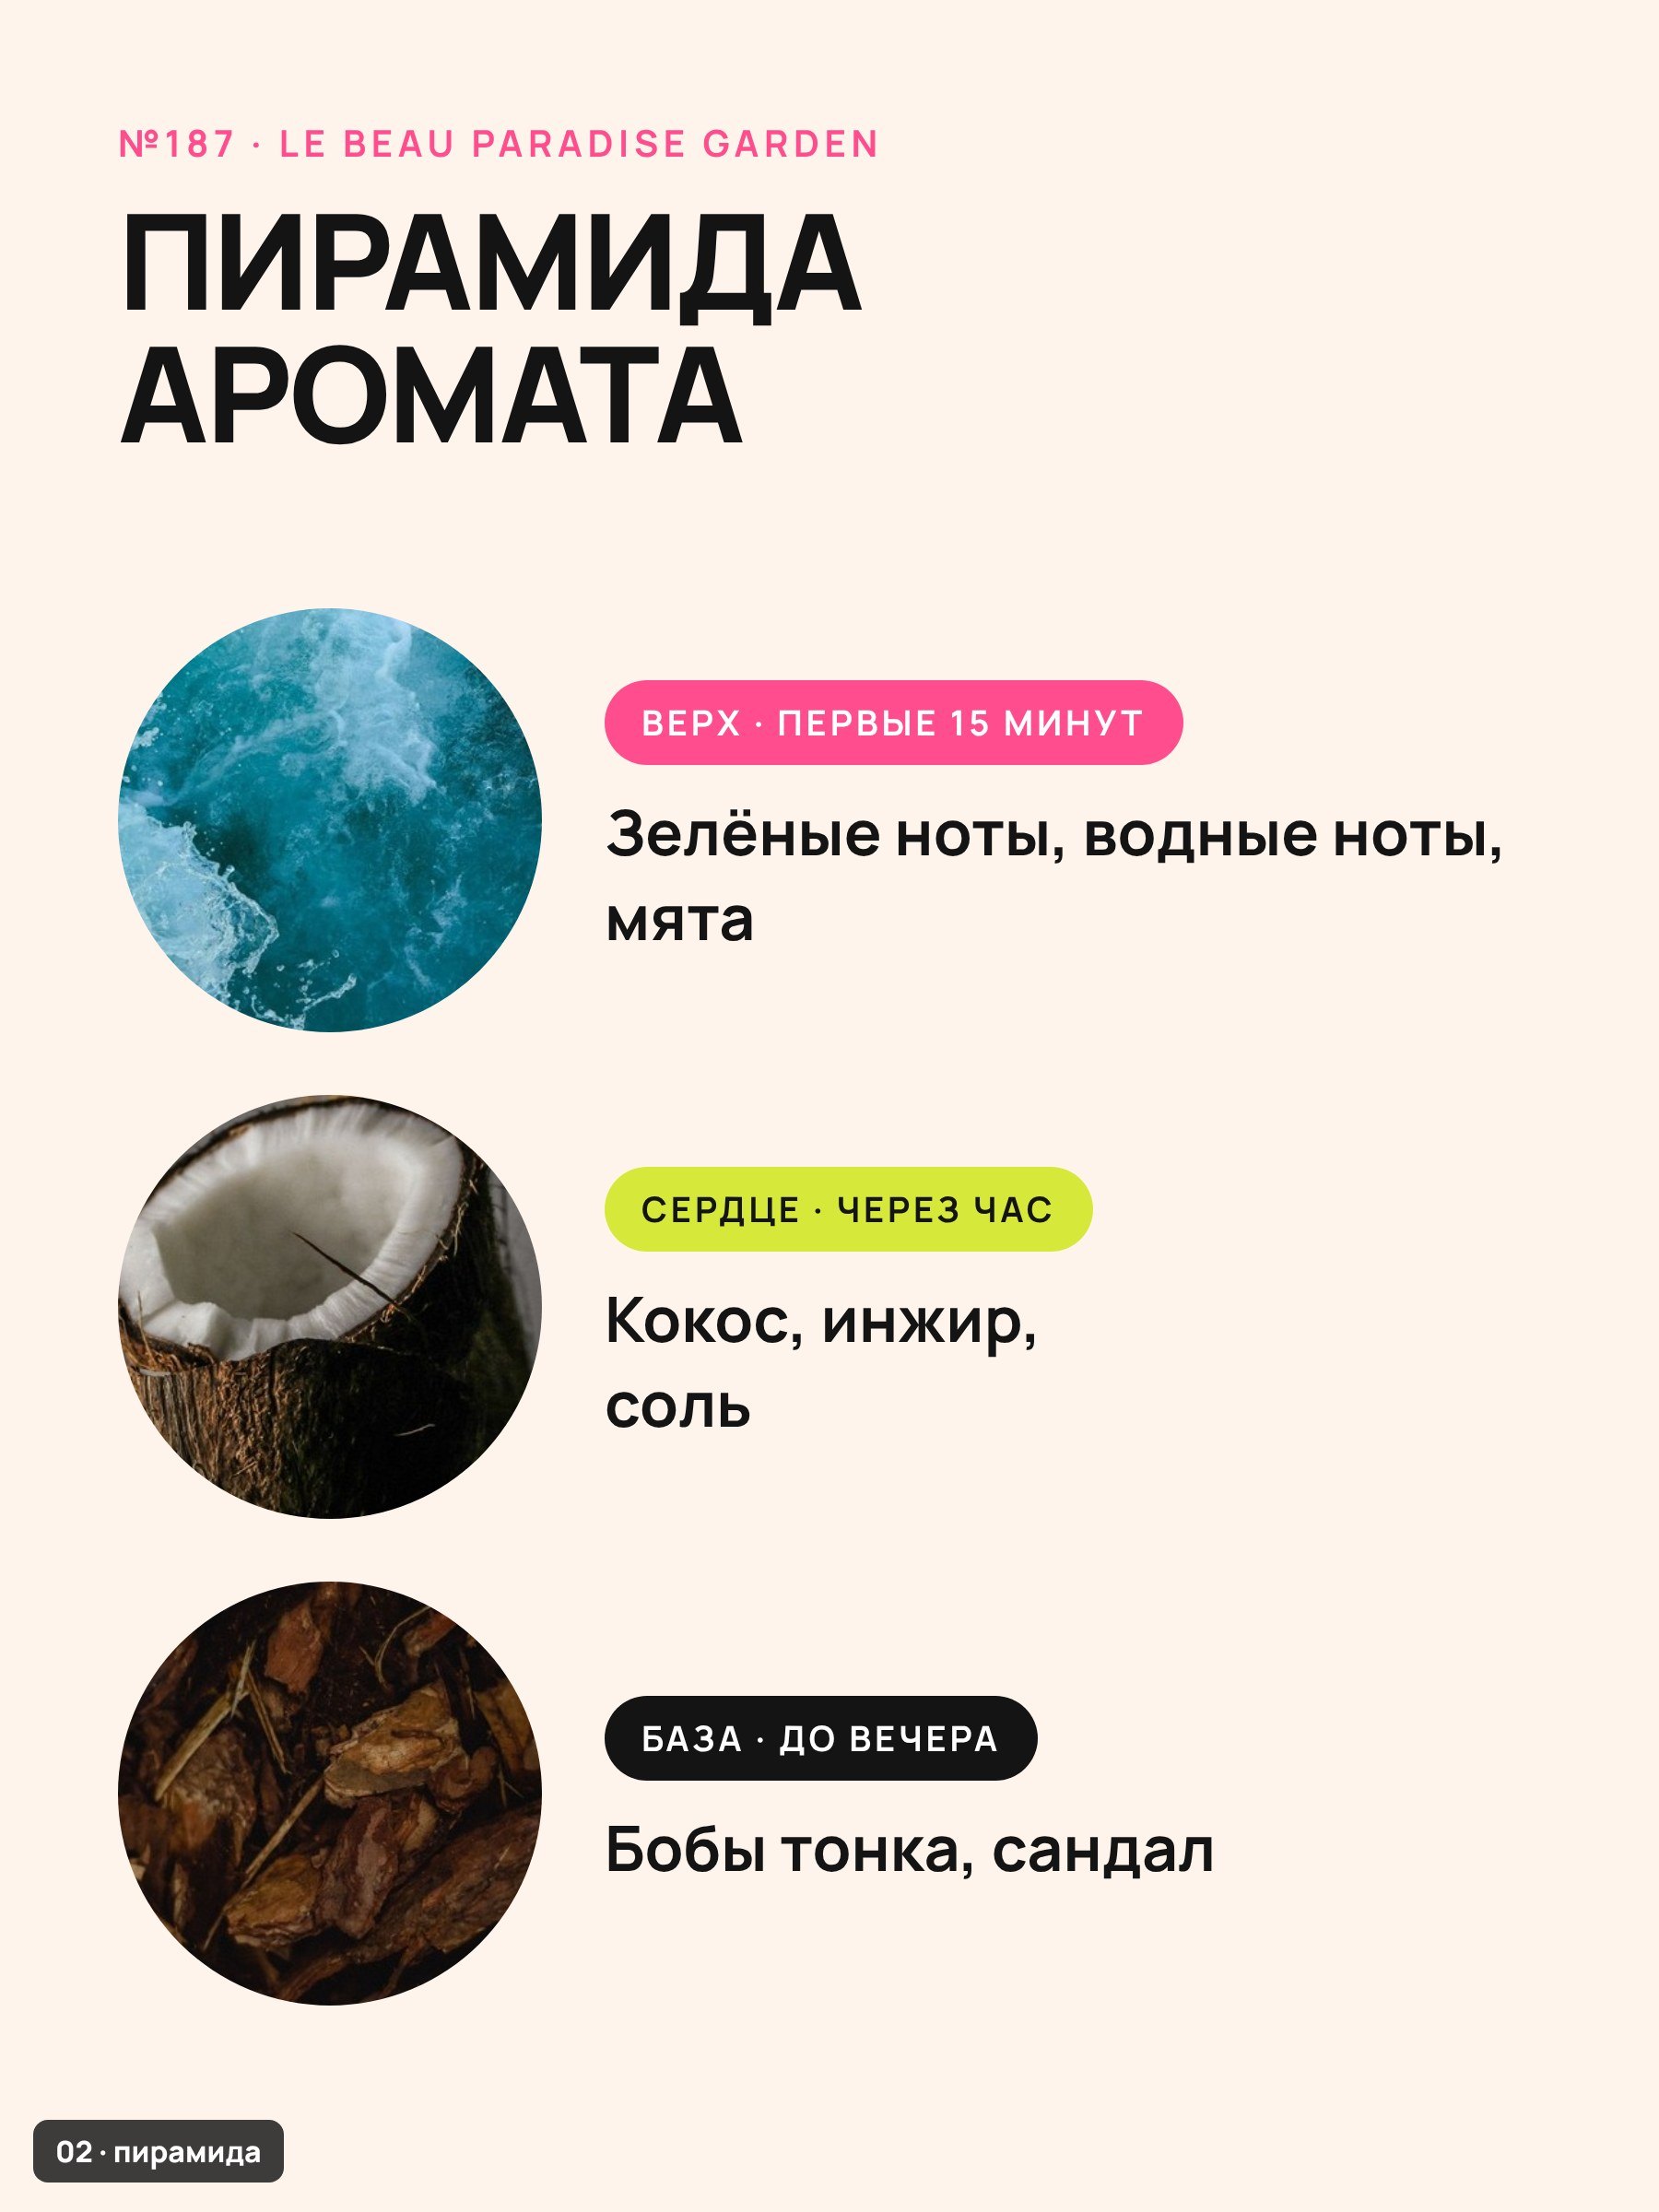 №187 · LE BEAU PARADISE GARDEN
ПИРАМИДА
АРОМАТА
ВЕРХ · ПЕРВЫЕ 15 МИНУТ
Зелёные ноты, водные ноты,
мята
СЕРДЦЕ · ЧЕРЕЗ ЧАС
Кокос, инжир,
соль
БАЗА · ДО ВЕЧЕРА
Бобы тонка, сандал
02 · пирамида